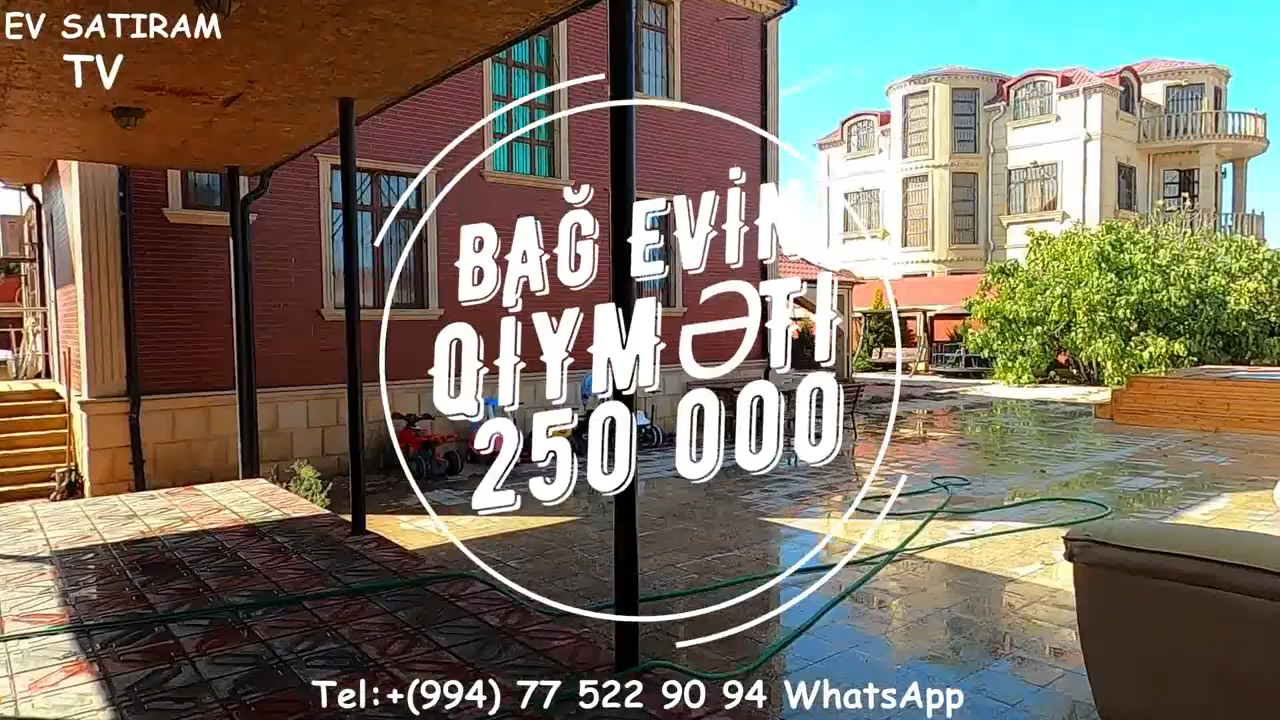 EV SATIRAM
TV
BAĞ EVİN
QİYMƏTİ
250 000
Tel:+(994) 77 522 90 94 WhatsApp